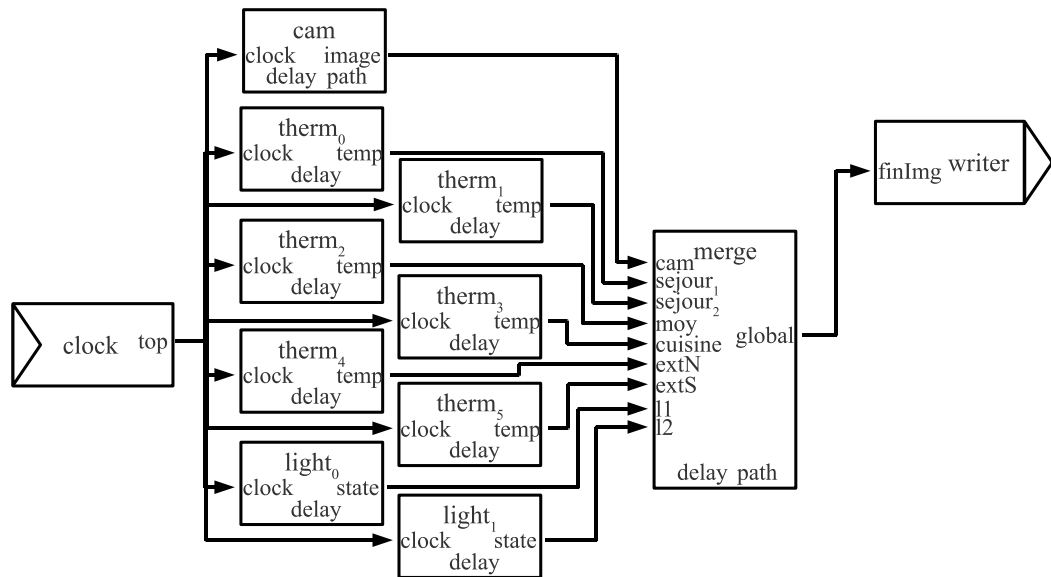 cam
clock image
delay path
therm₀
clock temp
delay
therm₁
clock temp
delay
therm₂
clock temp
delay
therm₃
clock temp
delay
therm₄
clock temp
delay
therm₅
clock temp
delay
light₀
clock state
delay
light₁
clock state
delay
clock top
merge
cam
sejour₁
sejour₂
moy
global
cuisine
extN
extS
l1
l2
delay path
finImg writer